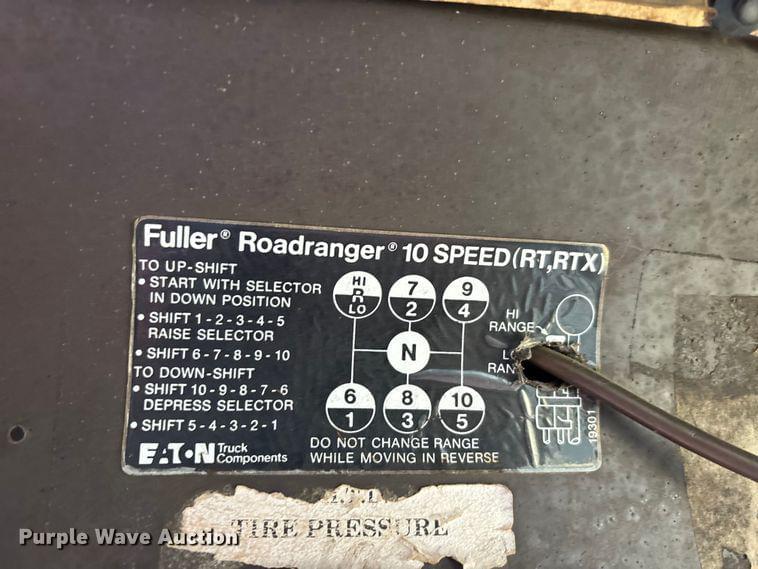 Fuller® Roadranger® 10 SPEED (RT,RTX)
TO UP-SHIFT
• START WITH SELECTOR
IN DOWN POSITION
• SHIFT 1-2-3-4-5
RAISE SELECTOR
• SHIFT 6-7-8-9-10
TO DOWN-SHIFT
• SHIFT 10-9-8-7-6
DEPRESS SELECTOR
• SHIFT 5-4-3-2-1
EATON Truck
Components
HI
R
LO
7
2
9
4
N
6
1
8
3
10
5
HI
RANGE
DO NOT CHANGE RANGE
WHILE MOVING IN REVERSE
19301
TIRE PRESSURE
Purple Wave Auction